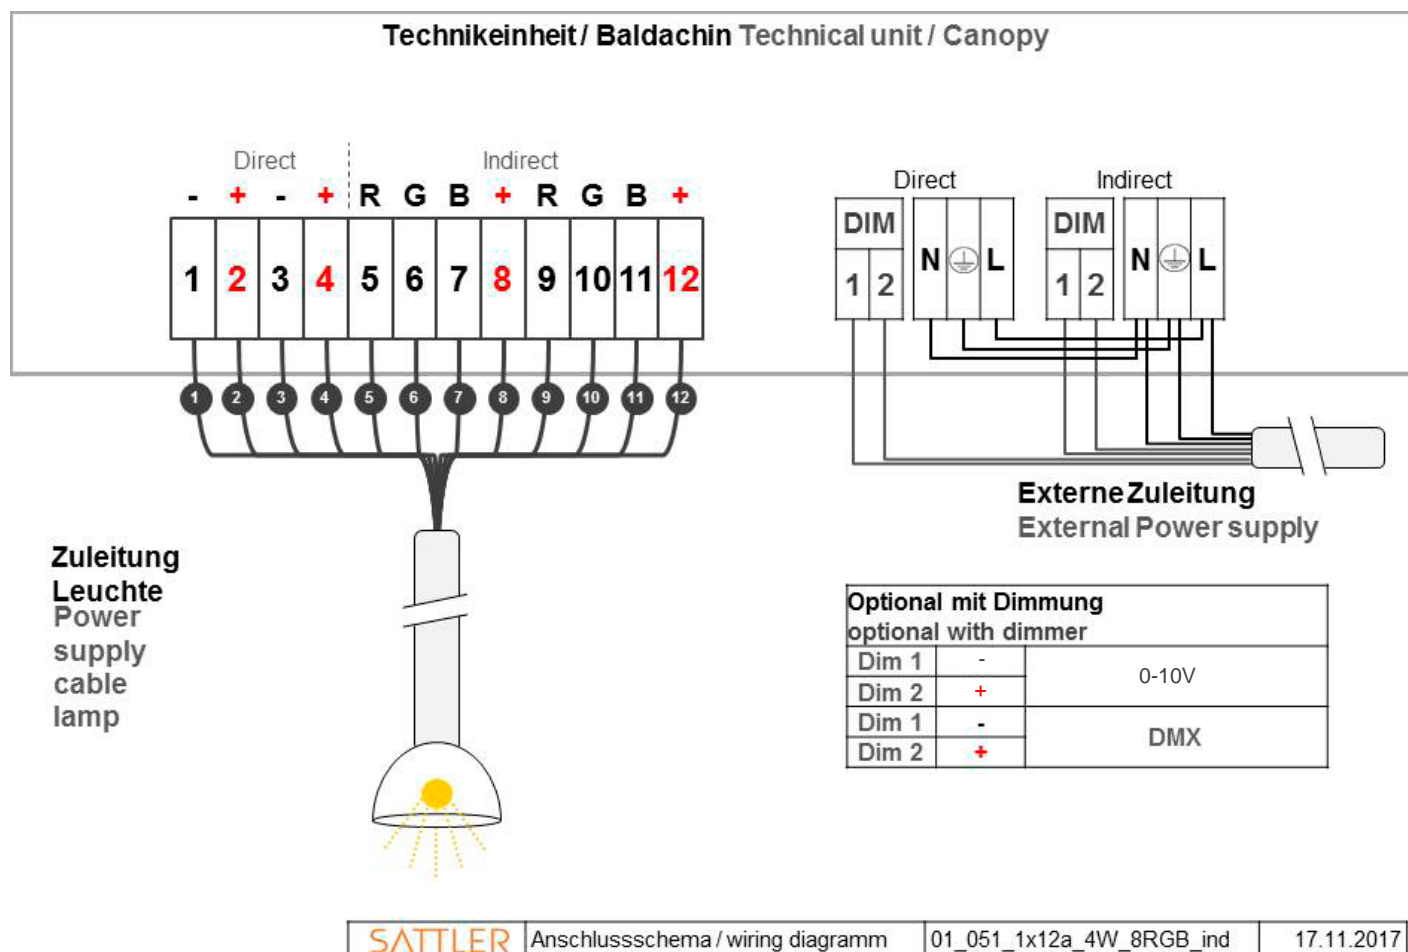 Technikeinheit / Baldachin Technical unit / Canopy
Direct Indirect
- + - + R G B + R G B +
1 2 3 4 5 6 7 8 9 10 11 12
1 2 3 4 5 6 7 8 9 10 11 12
Direct Indirect
DIM N L DIM N L
1 2 1 2
Externe Zuleitung
External Power supply
Zuleitung
Leuchte
Power
supply
cable
lamp
Optional mit Dimmung
optional with dimmer
Dim 1 - 0-10V
Dim 2 +
Dim 1 - DMX
Dim 2 +
SATTLER Anschlussschema / wiring diagramm 01_051_1x12a_4W_8RGB_ind 17.11.2017